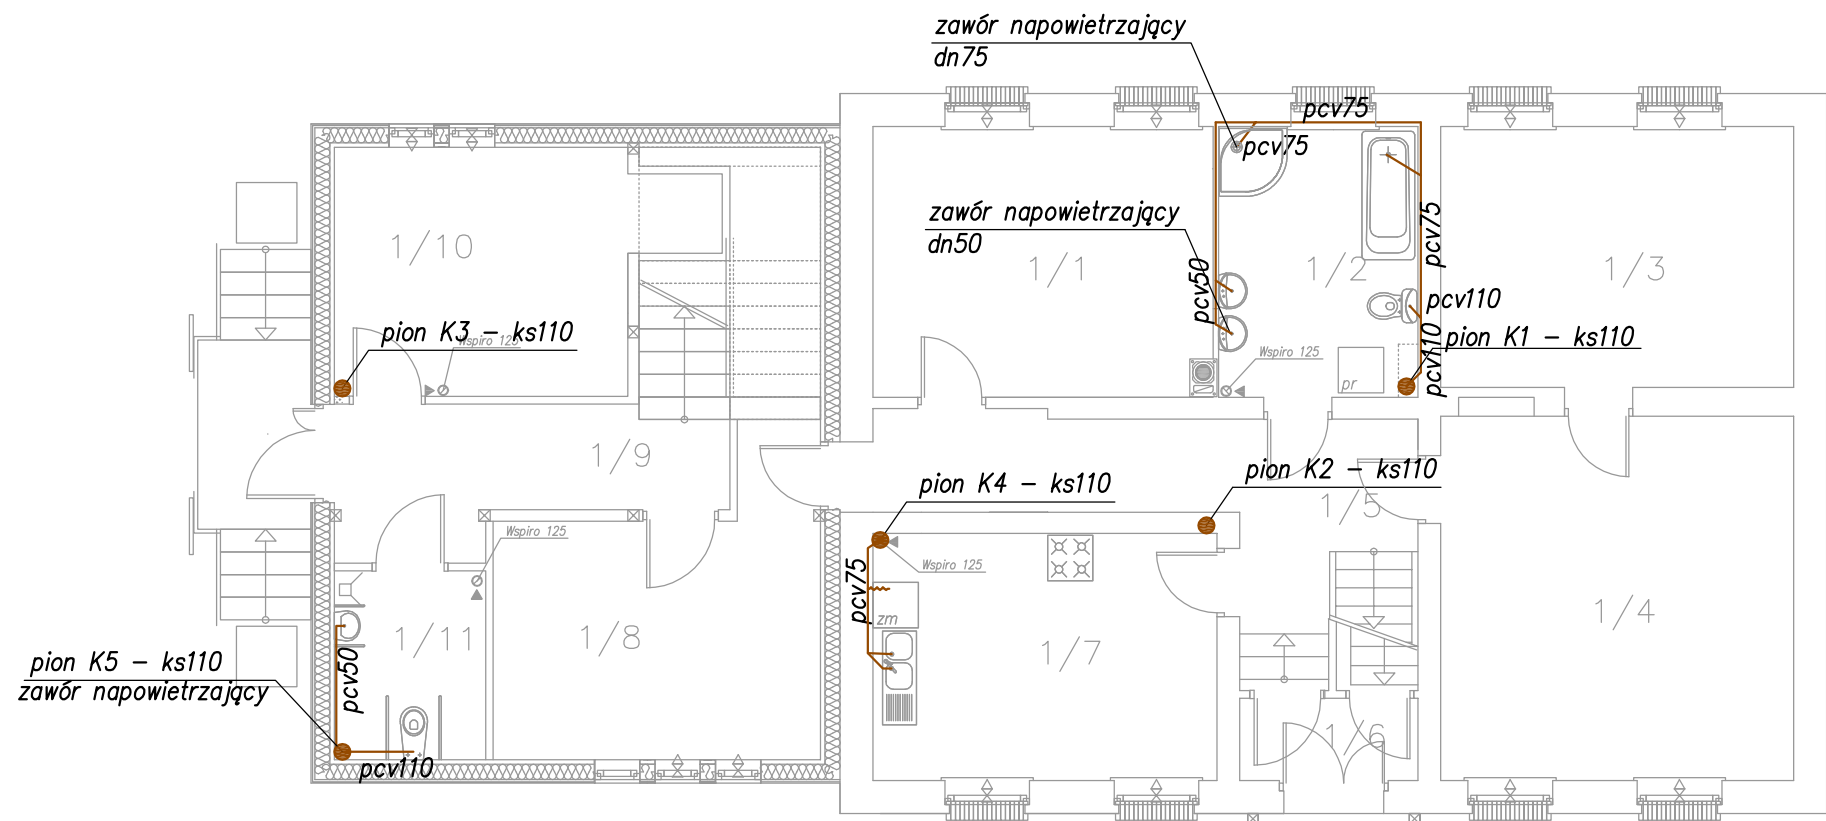 zawór napowietrzający
dn75
pcv75
pcv75
zawór napowietrzający
dn50
pcv50
pcv75
1/10
1/1
1/2
1/3
pcv110
pion K3 - ks110
Wspiro 125
pion K1 - ks110
pcv110
Wspiro 125
pr
1/9
pion K4 - ks110
pion K2 - ks110
1/5
Wspiro 125
Wspiro 125
pcv75
zm
1/11
1/8
1/7
1/4
pion K5 - ks110
zawór napowietrzający
pcv50
1/6
pcv110